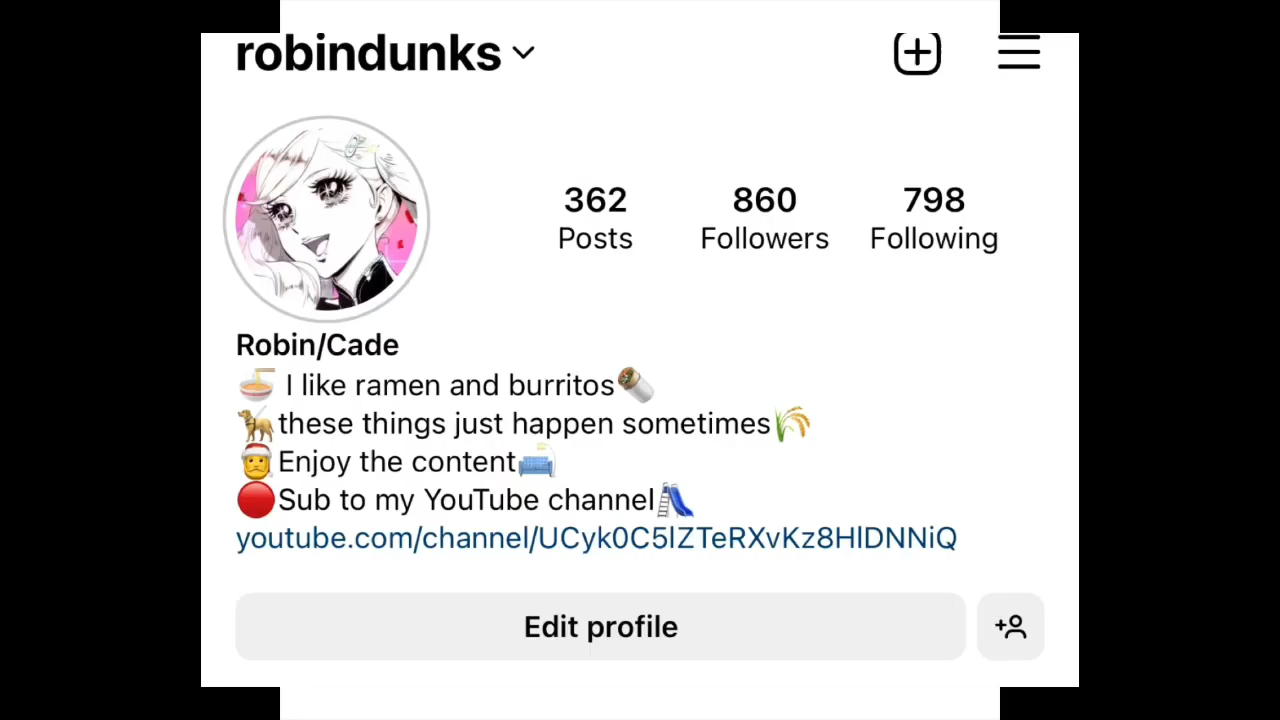 robindunks
362 860 798
Posts Followers Following
Robin/Cade
🍜 I like ramen and burritos🌯
🦮these things just happen sometimes🌾
🎅Enjoy the content🛋️
🔴Sub to my YouTube channel🛝
youtube.com/channel/UCyk0C5lZTeRXvKz8HlDNNiQ
Edit profile